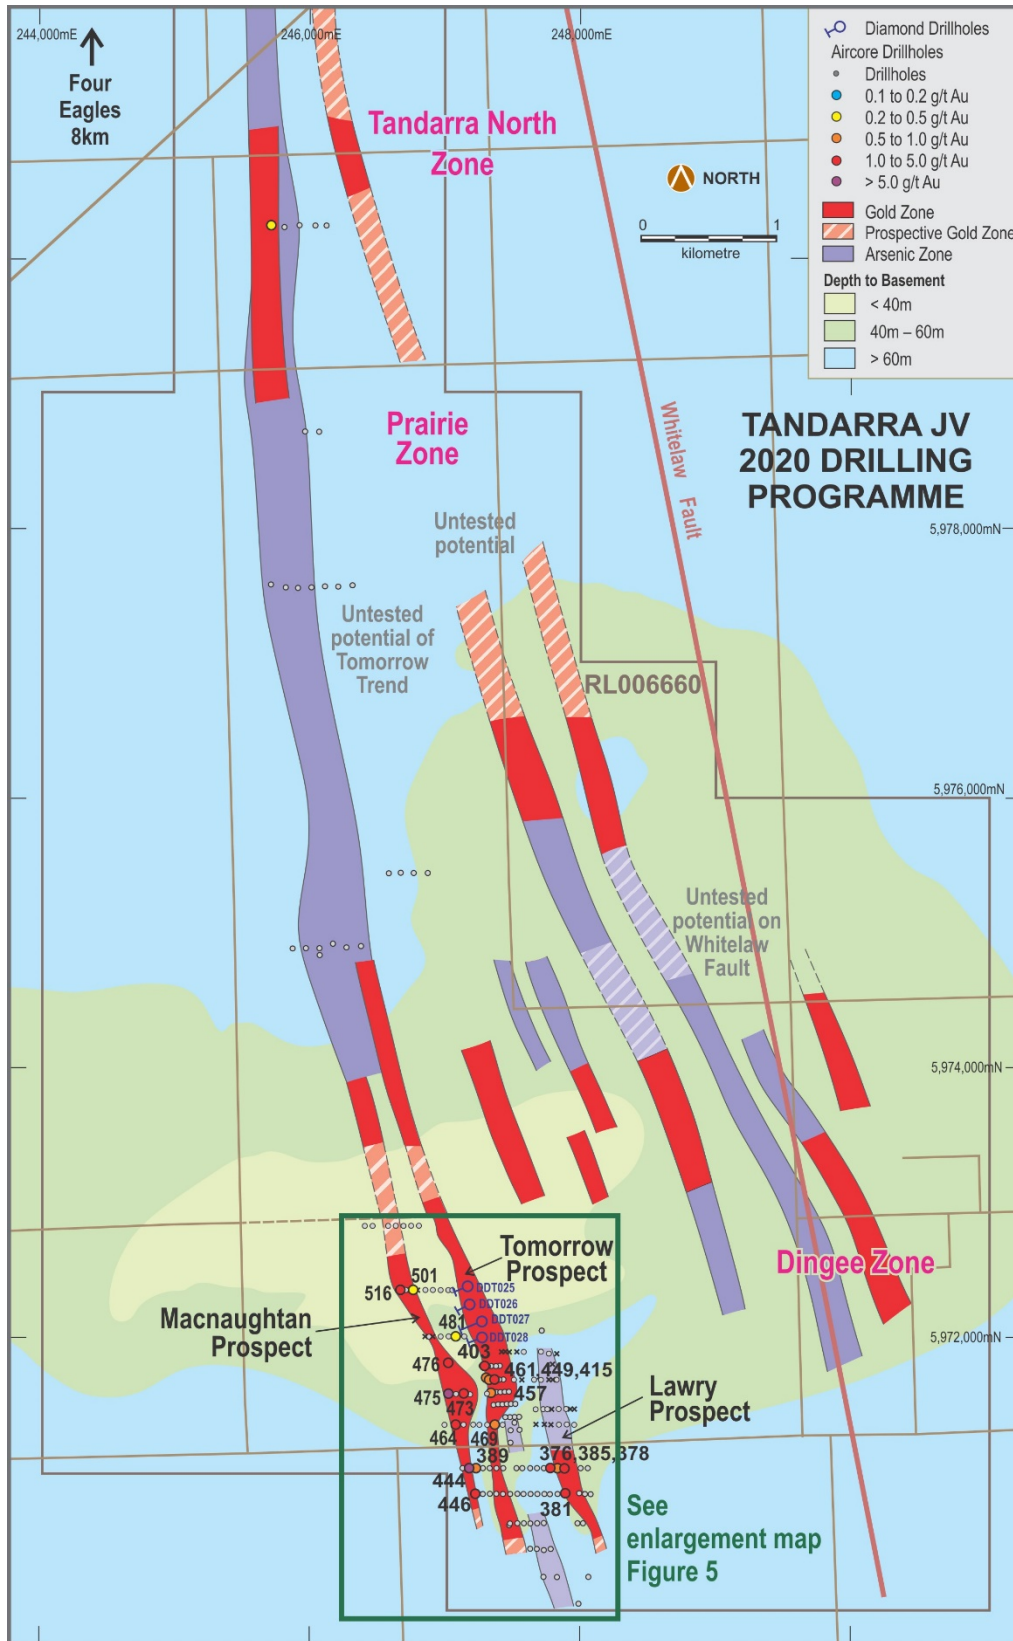 244,000mE
246,000mE
248,000mE
Four
Eagles
8km
Diamond Drillholes
Aircore Drillholes
Drillholes
0.1 to 0.2 g/t Au
0.2 to 0.5 g/t Au
0.5 to 1.0 g/t Au
1.0 to 5.0 g/t Au
> 5.0 g/t Au
Gold Zone
Prospective Gold Zone
Arsenic Zone
Depth to Basement
< 40m
40m – 60m
> 60m
Tandarra North
Zone
NORTH
0
1
kilometre
Prairie
Zone
Whitelaw Fault
TANDARRA JV
2020 DRILLING
PROGRAMME
Untested
potential
5,978,000mN
Untested
potential of
Tomorrow
Trend
RL006660
5,976,000mN
Untested
potential on
Whitelaw
Fault
5,974,000mN
Dingee Zone
Tomorrow
Prospect
501
516
DDT025
DDT026
Macnaughtan
Prospect
481
DDT027
DDT028
5,972,000mN
403
476
461,449,415
475
473
457
Lawry
Prospect
464
469
389
376,385,378
444
446
381
See
enlargement map
Figure 5